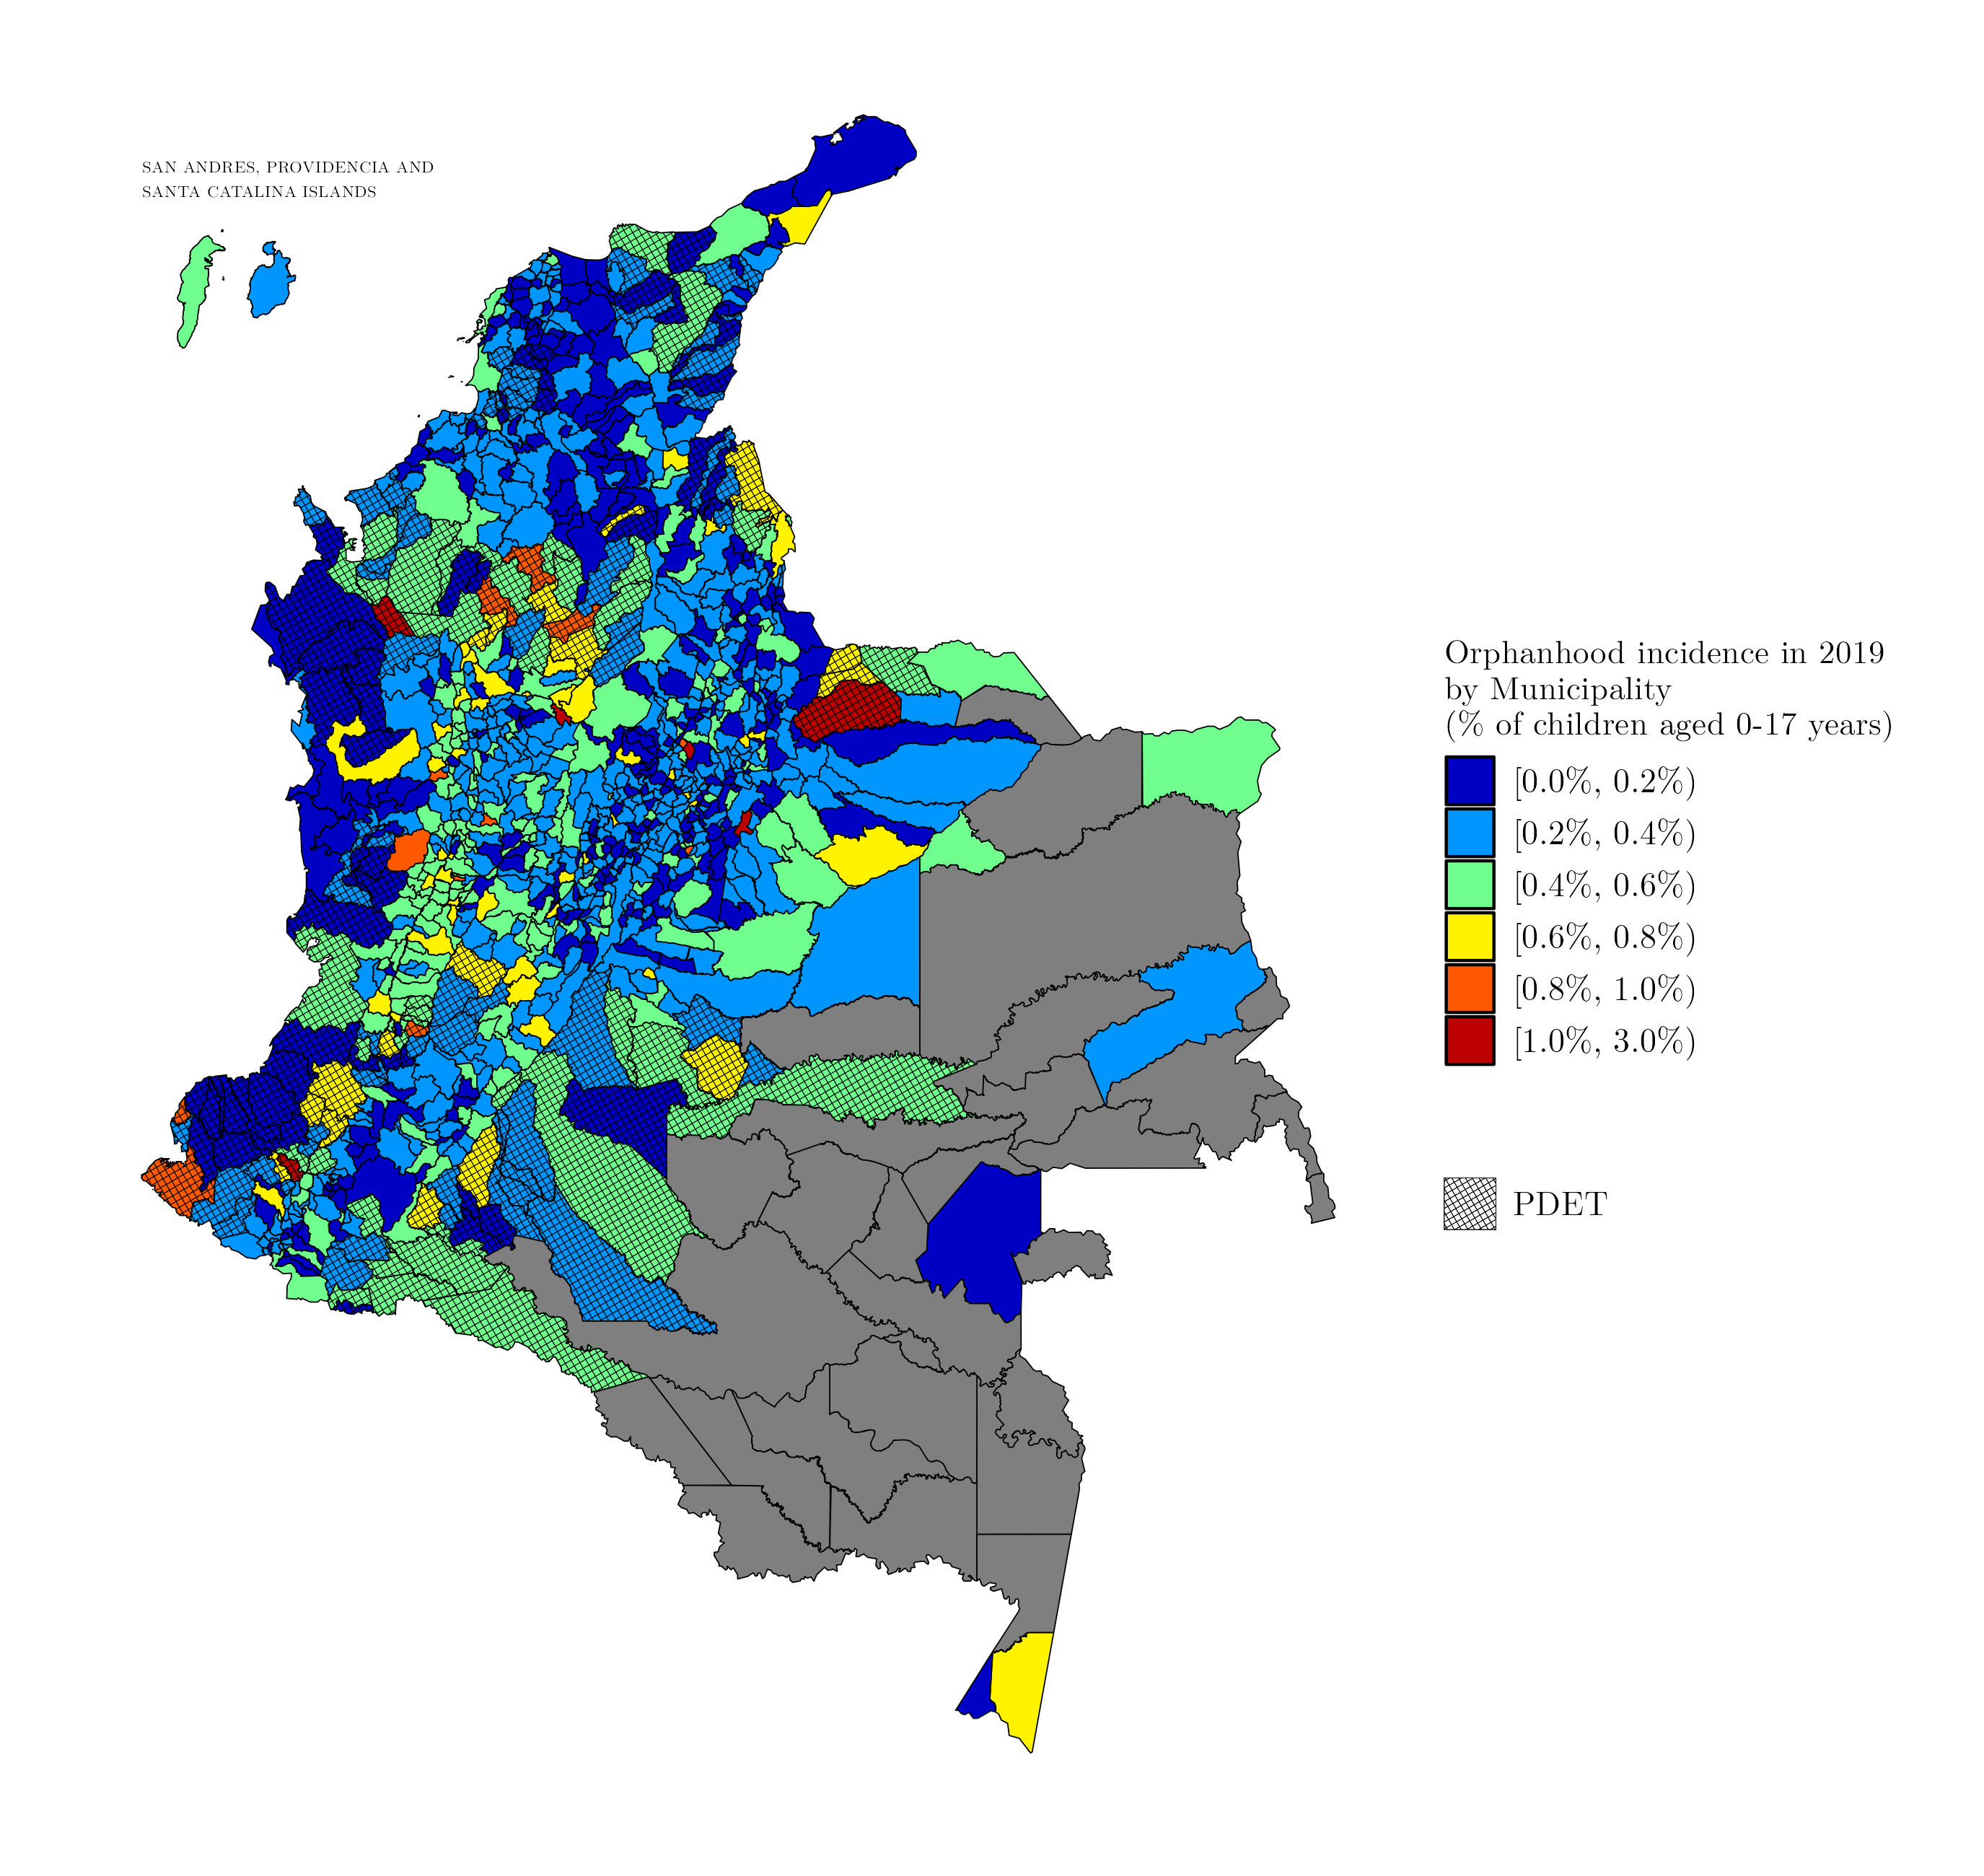 SAN ANDRES, PROVIDENCIA AND
SANTA CATALINA ISLANDS
Orphanhood incidence in 2019
by Municipality
(% of children aged 0-17 years)
[0.0%, 0.2%)
[0.2%, 0.4%)
[0.4%, 0.6%)
[0.6%, 0.8%)
[0.8%, 1.0%)
[1.0%, 3.0%)
PDET